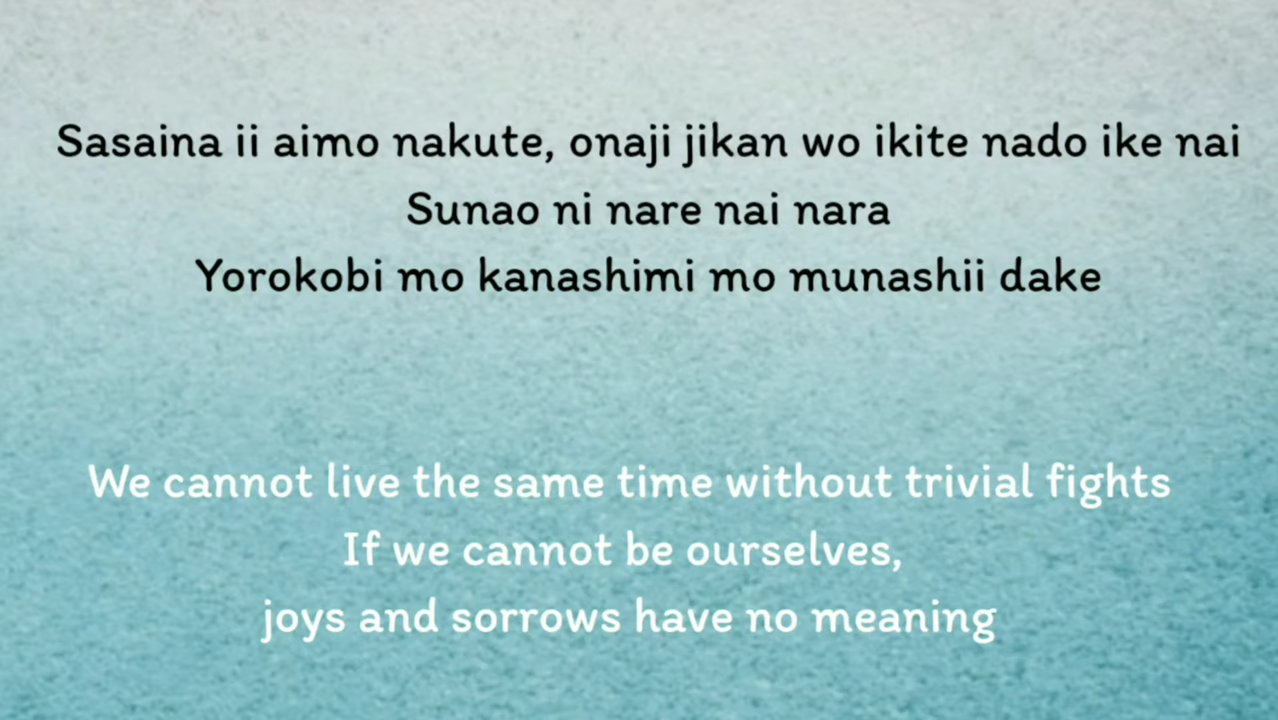 Sasaina ii aimo nakute, onaji jikan wo ikite nado ike nai
Sunao ni nare nai nara
Yorokobi mo kanashimi mo munashii dake
We cannot live the same time without trivial fights
If we cannot be ourselves,
joys and sorrows have no meaning